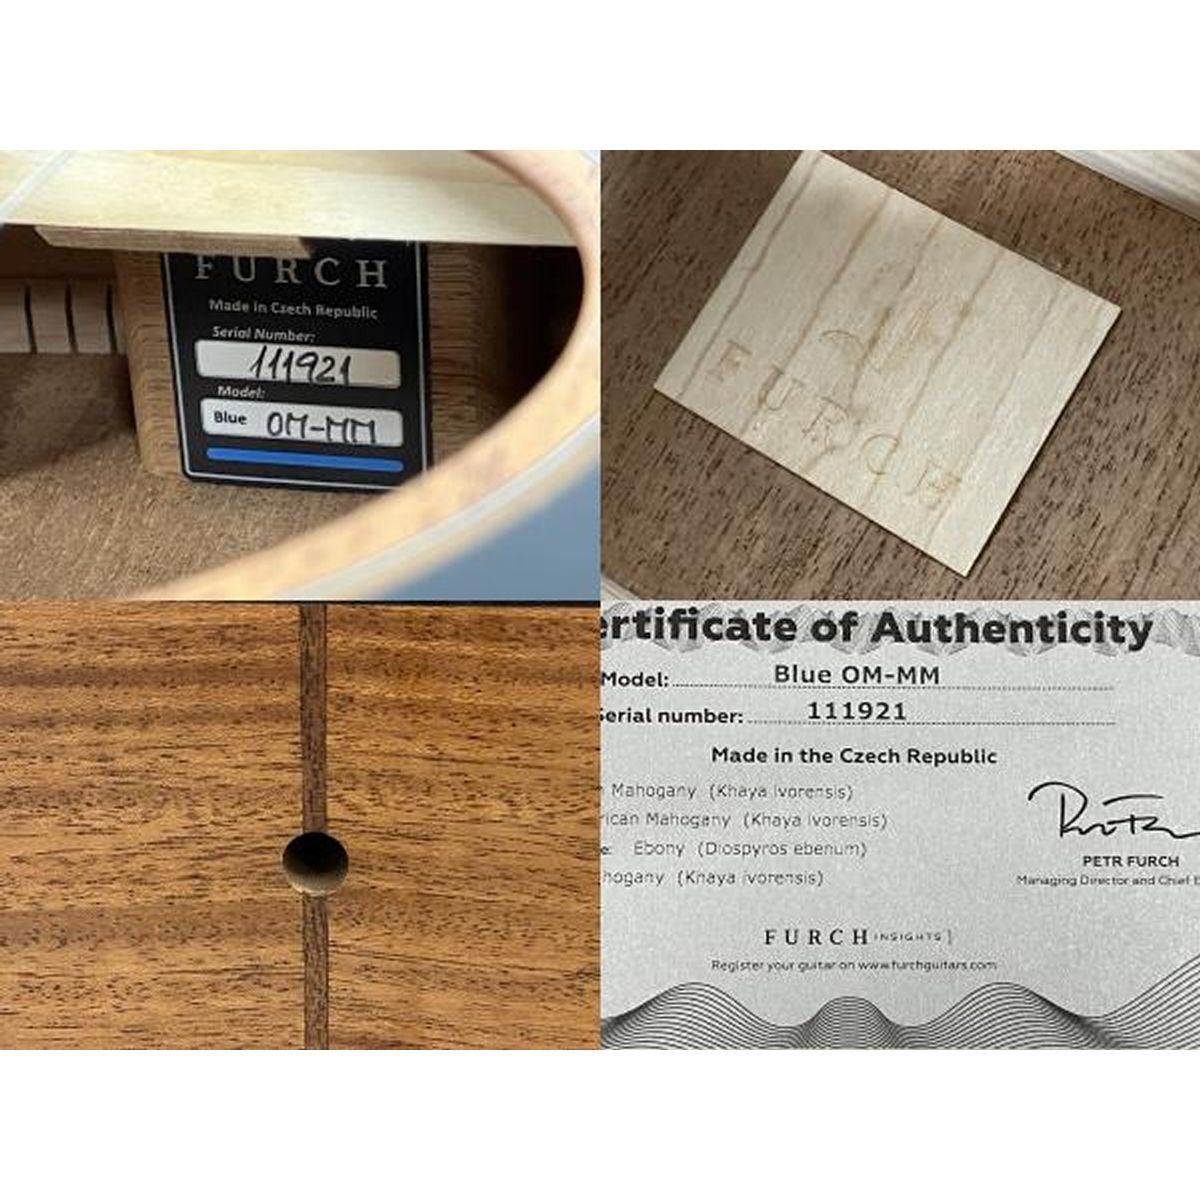 FURCH
Made in Czech Republic
Serial Number:
111921
Model:
Blue OM-MM
FURCH
ertificate of Authenticity
Model: Blue OM-MM
Serial number: 111921
Made in the Czech Republic
Mahogany (Khaya ivorensis)
rican Mahogany (Khaya ivorensis)
e: Ebony (Diospyros ebenum)
hogany (Khaya ivorensis)
PETR FURCH
Managing Director and Chief E
FURCH INSIGHTS
Register your guitar on www.furchguitars.com